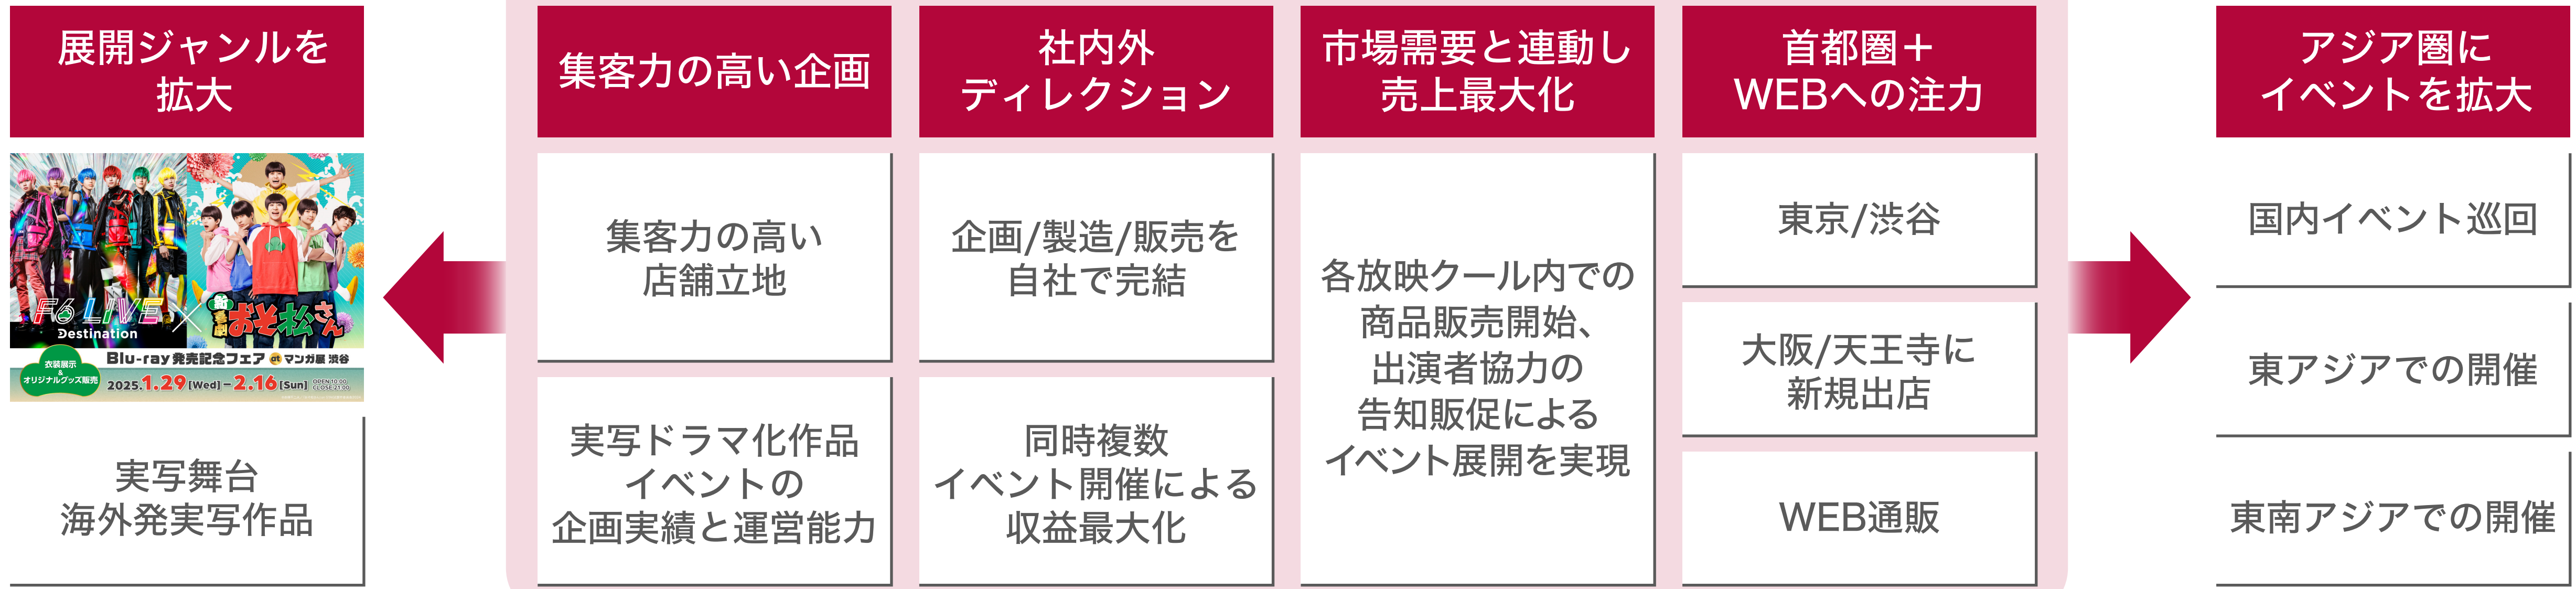 展開ジャンルを
拡大
F6 LIVE
Destination
×
新喜劇
おそ松さん
衣装展示
&
オリジナルグッズ販売
Blu-ray発売記念フェア at マンガ展 渋谷
2025.1.29[Wed]−2.16[Sun] OPEN 10:00 CLOSE 21:00
実写舞台
海外発実写作品
集客力の高い企画
集客力の高い
店舗立地
実写ドラマ化作品
イベントの
企画実績と運営能力
社内外
ディレクション
企画/製造/販売を
自社で完結
同時複数
イベント開催による
収益最大化
市場需要と連動し
売上最大化
各放映クール内での
商品販売開始、
出演者協力の
告知販促による
イベント展開を実現
首都圏＋
WEBへの注力
東京/渋谷
大阪/天王寺に
新規出店
WEB通販
アジア圏に
イベントを拡大
国内イベント巡回
東アジアでの開催
東南アジアでの開催